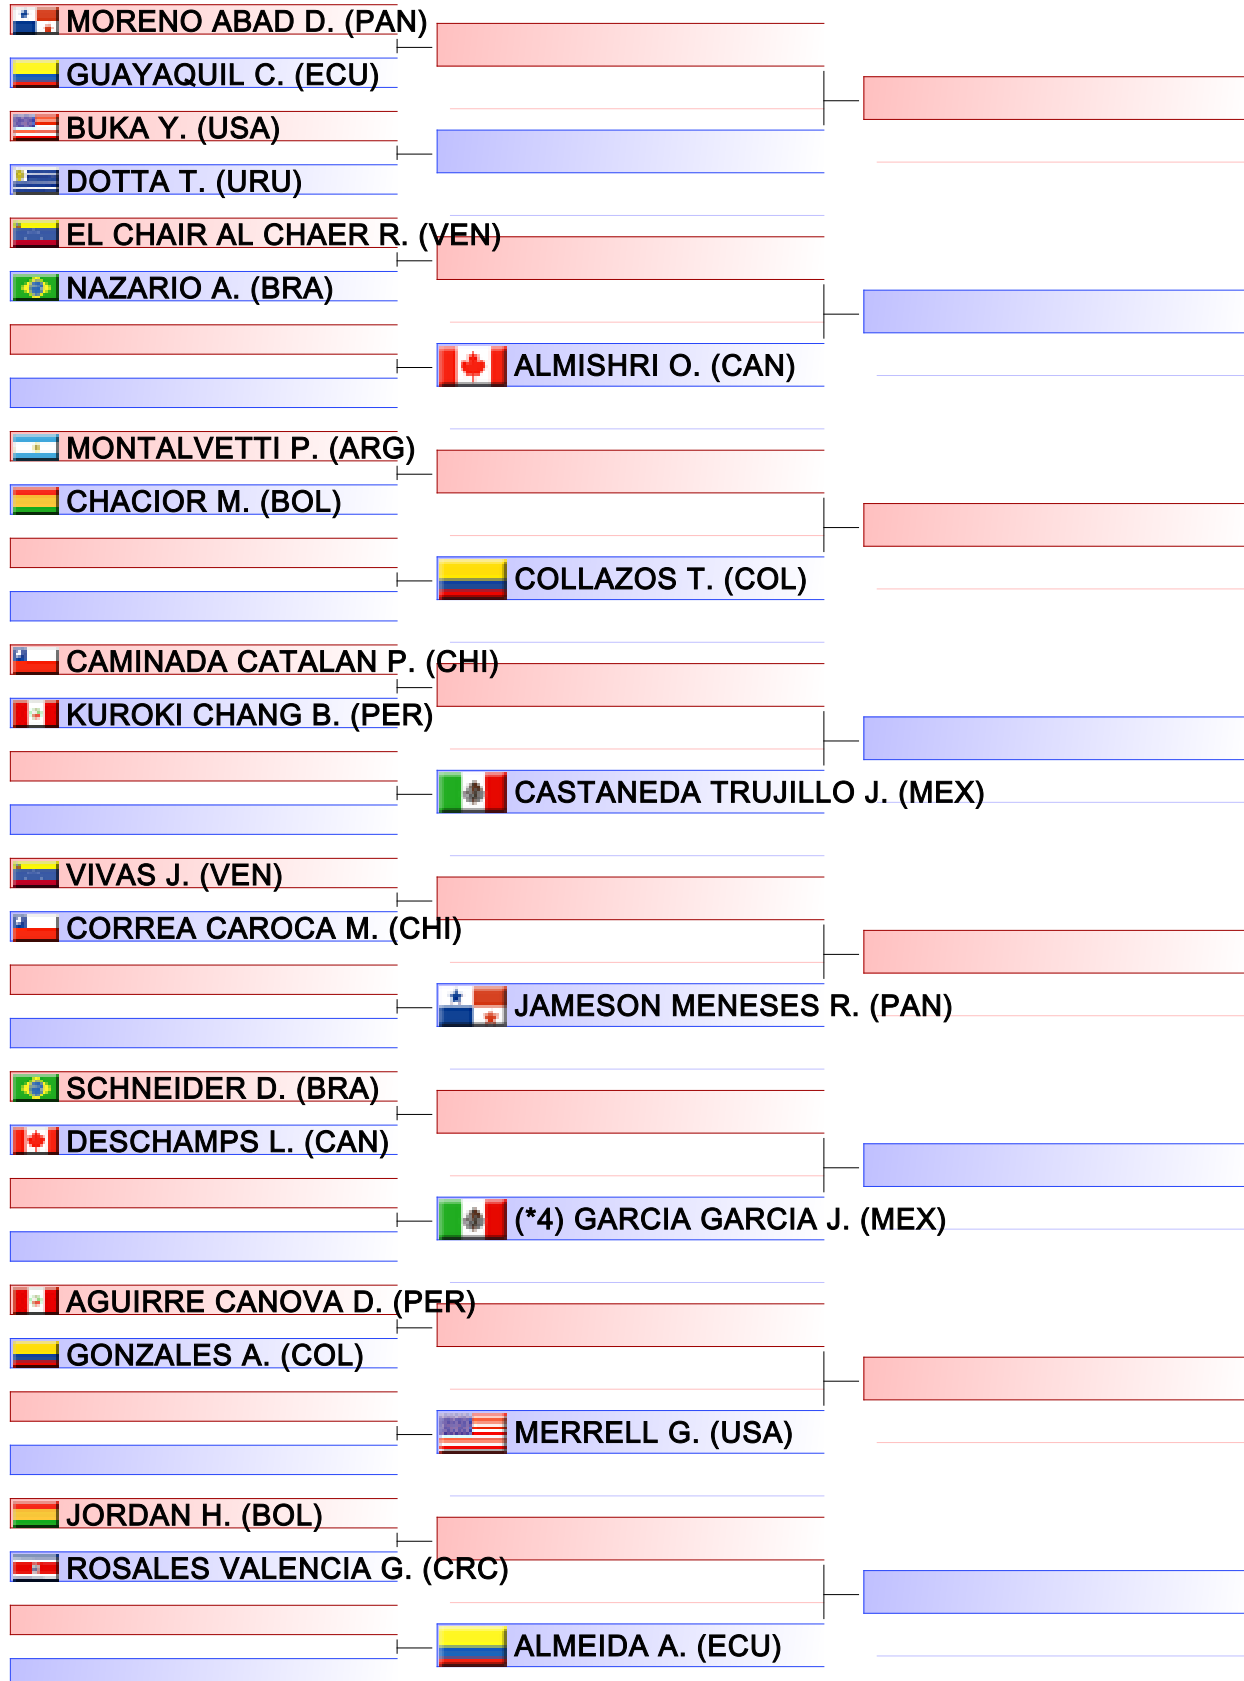 MORENO ABAD D. (PAN)
GUAYAQUIL C. (ECU)
BUKA Y. (USA)
DOTTA T. (URU)
EL CHAIR AL CHAER R. (VEN)
NAZARIO A. (BRA)
ALMISHRI O. (CAN)
MONTALVETTI P. (ARG)
CHACIOR M. (BOL)
COLLAZOS T. (COL)
CAMINADA CATALAN P. (CHI)
KUROKI CHANG B. (PER)
CASTANEDA TRUJILLO J. (MEX)
VIVAS J. (VEN)
CORREA CAROCA M. (CHI)
JAMESON MENESES R. (PAN)
SCHNEIDER D. (BRA)
DESCHAMPS L. (CAN)
(*4) GARCIA GARCIA J. (MEX)
AGUIRRE CANOVA D. (PER)
GONZALES A. (COL)
MERRELL G. (USA)
JORDAN H. (BOL)
ROSALES VALENCIA G. (CRC)
ALMEIDA A. (ECU)